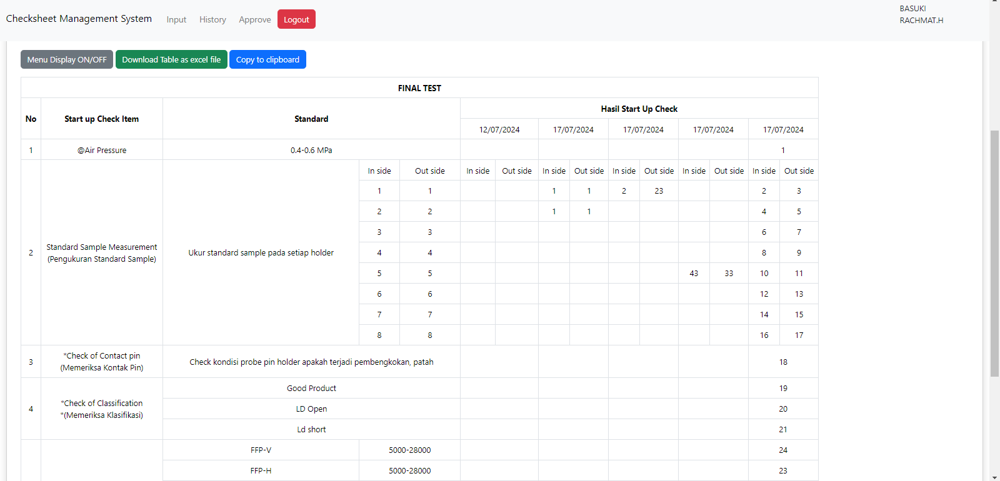 Checksheet Management System
Input
History
Approve
Logout
BASUKI
RACHMAT.H
Menu Display ON/OFF
Download Table as excel file
Copy to clipboard
FINAL TEST
No
Start up Check Item
Standard
Hasil Start Up Check
12/07/2024 17/07/2024 17/07/2024 17/07/2024 17/07/2024
1 @Air Pressure 0.4-0.6 MPa 1
In side Out side In side Out side In side Out side In side Out side In side Out side In side Out side
2
Standard Sample Measurement
(Pengukuran Standard Sample)
Ukur standard sample pada setiap holder
1 1 1 1 2 23 2 3
2 2 1 1 4 5
3 3 6 7
4 4 8 9
5 5 43 33 10 11
6 6 12 13
7 7 14 15
8 8 16 17
3
*Check of Contact pin
(Memeriksa Kontak Pin)
Check kondisi probe pin holder apakah terjadi pembengkokan, patah 18
4
*Check of Classification
*(Memeriksa Klasifikasi)
Good Product 19
LD Open 20
Ld short 21
FFP-V 5000-28000 24
FFP-H 5000-28000 23